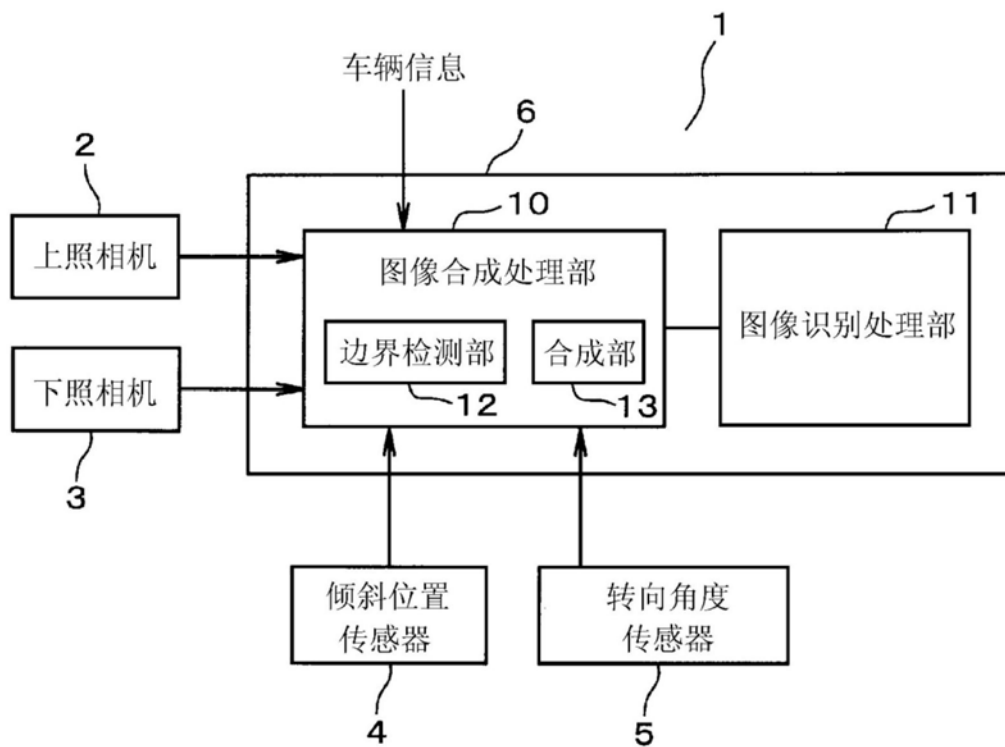 1
车辆信息
6
2
10
11
上照相机
图像合成处理部
图像识别处理部
边界检测部
合成部
下照相机
12
13
3
倾斜位置
传感器
转向角度
传感器
4
5